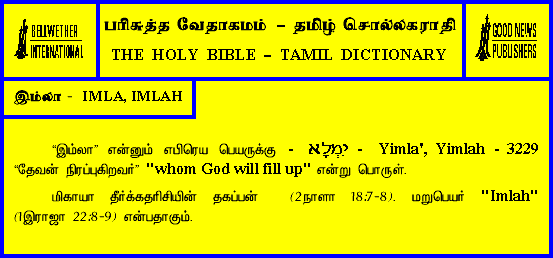 BELLWETHER
INTERNATIONAL
பரிசுத்த வேதாகமம் – தமிழ் சொல்லகராதி
THE HOLY BIBLE – TAMIL DICTIONARY
GOOD NEWS
PUBLISHERS
இம்லா - IMLA, IMLAH
“இம்லா” என்னும் எபிரெய பெயருக்கு - יִמְלָא - Yimla', Yimlah - 3229
“தேவன் நிரப்புகிறவர்” "whom God will fill up" என்று பொருள்.
மிகாயா தீர்க்கதரிசியின் தகப்பன் (2நாளா 18:7-8). மறுபெயர் "Imlah"
(1இராஜா 22:8-9) என்பதாகும்.